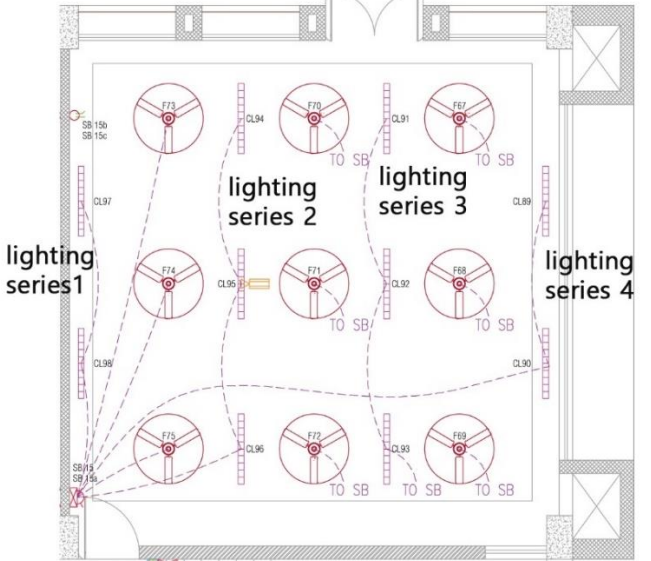 F73
CL94
F70
CL91
F67
SB 15b
SB 15c
TO SB
TO SB
lighting
series 2
lighting
series 3
CL97
CL89
lighting
series1
lighting
series 4
F74
CL95
F71
CL92
F68
TO SB
TO SB
CL98
CL90
F75
CL96
F72
CL93
F69
SB 15
SB 15a
TO SB
TO SB
TO SB